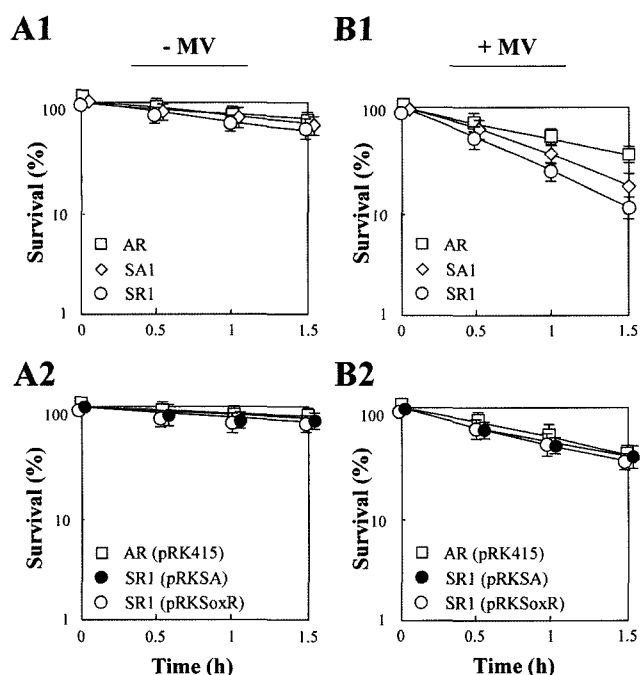 A1
- MV
B1
+ MV
Survival (%)
100
10
1
AR
SA1
SR1
0 0.5 1 1.5
Survival (%)
100
10
1
AR
SA1
SR1
0 0.5 1 1.5
A2
B2
Survival (%)
100
10
1
AR (pRK415)
SR1 (pRKSA)
SR1 (pRKSoxR)
0 0.5 1 1.5
Time (h)
Survival (%)
100
10
1
AR (pRK415)
SR1 (pRKSA)
SR1 (pRKSoxR)
0 0.5 1 1.5
Time (h)